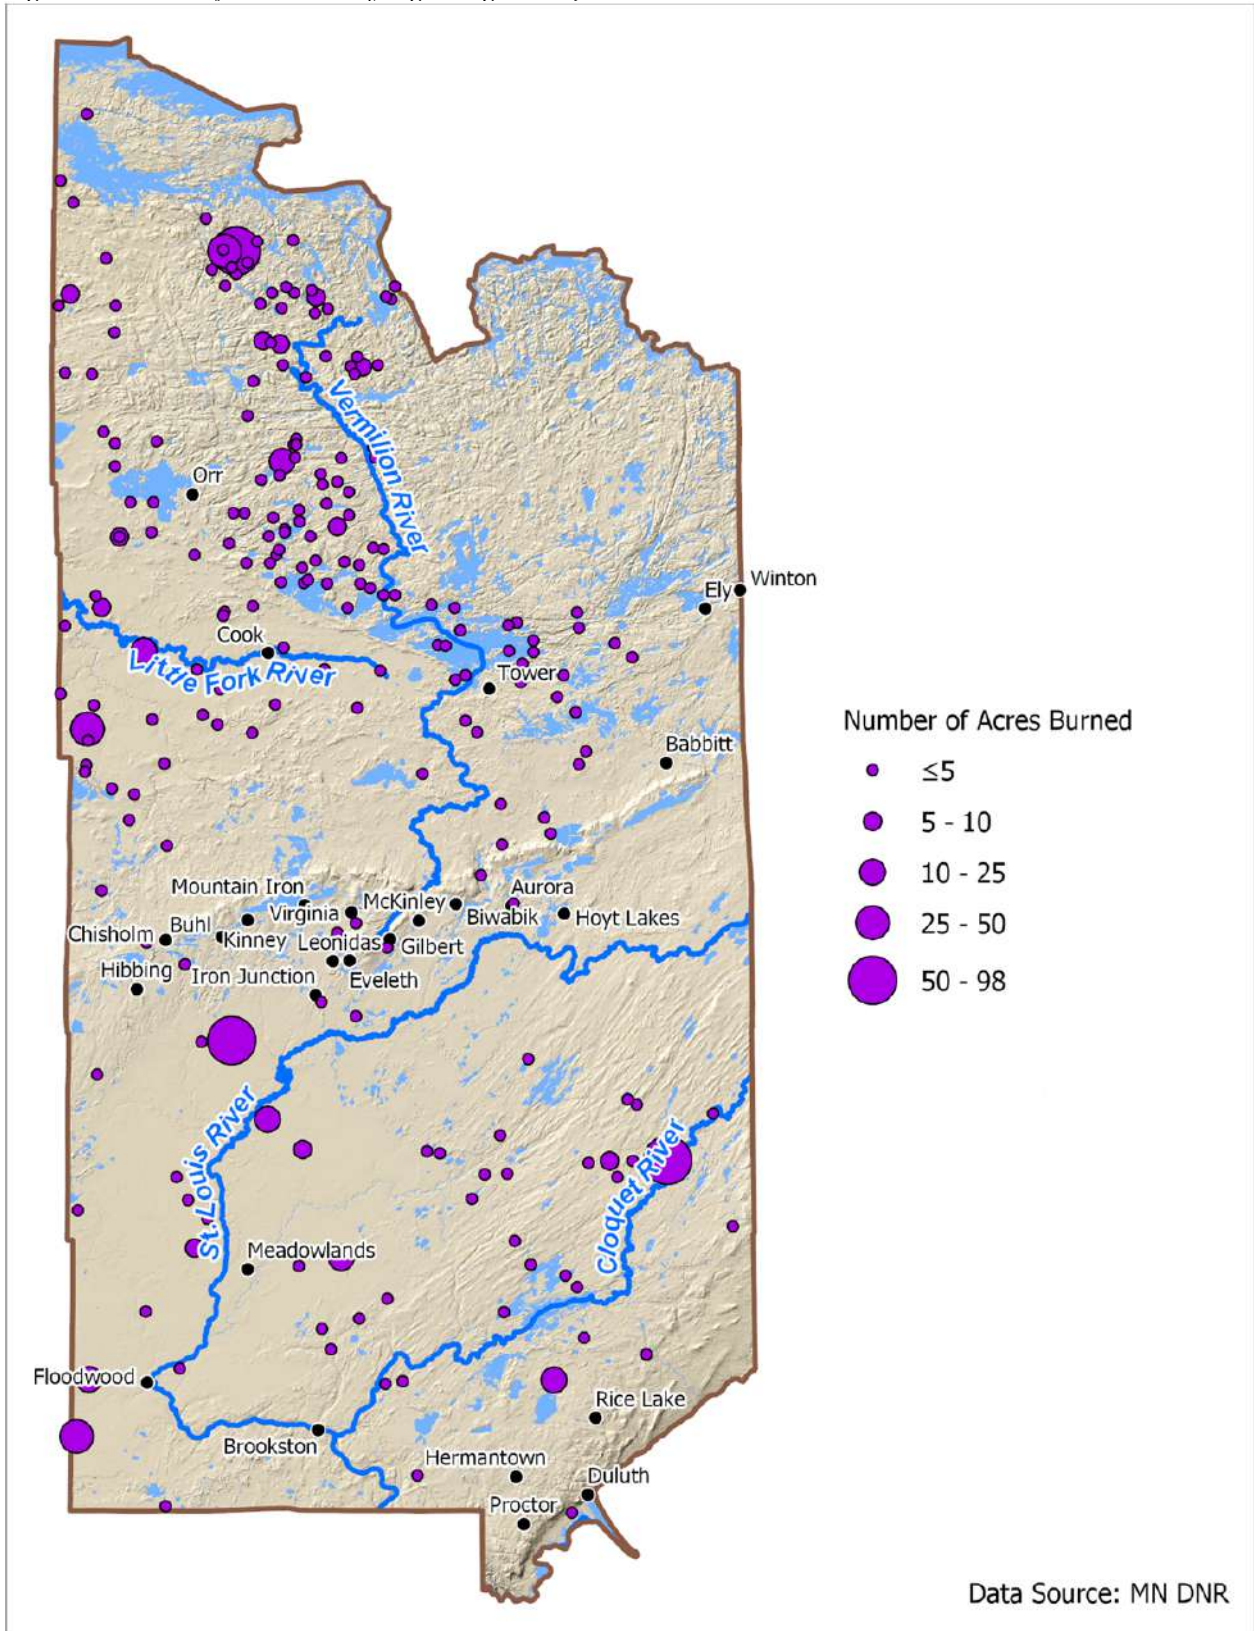 Vermilion River
Orr
Winton
Ely
Cook
Little Fork River
Tower
Number of Acres Burned
≤5
5 - 10
10 - 25
25 - 50
50 - 98
Babbitt
Mountain Iron
McKinley
Aurora
Virginia
Biwabik
Hoyt Lakes
Buhl
Chisholm
Kinney
Leonidas
Gilbert
Hibbing
Iron Junction
Eveleth
St. Louis River
Cloquet River
Meadowlands
Floodwood
Rice Lake
Brookston
Hermantown
Duluth
Proctor
Data Source: MN DNR